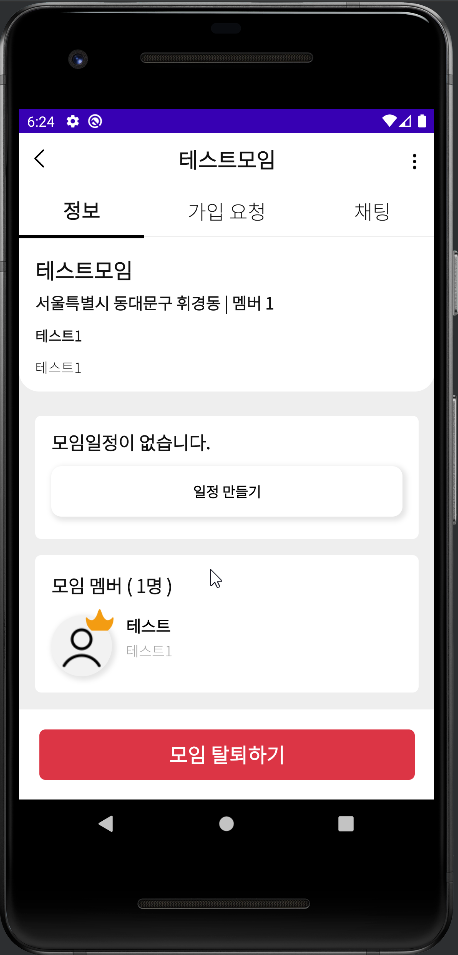 6:24
테스트모임
정보 가입 요청 채팅
테스트모임
서울특별시 동대문구 휘경동 | 멤버 1
테스트1
테스트1
모임일정이 없습니다.
일정 만들기
모임 멤버 ( 1명 )
테스트
테스트1
모임 탈퇴하기